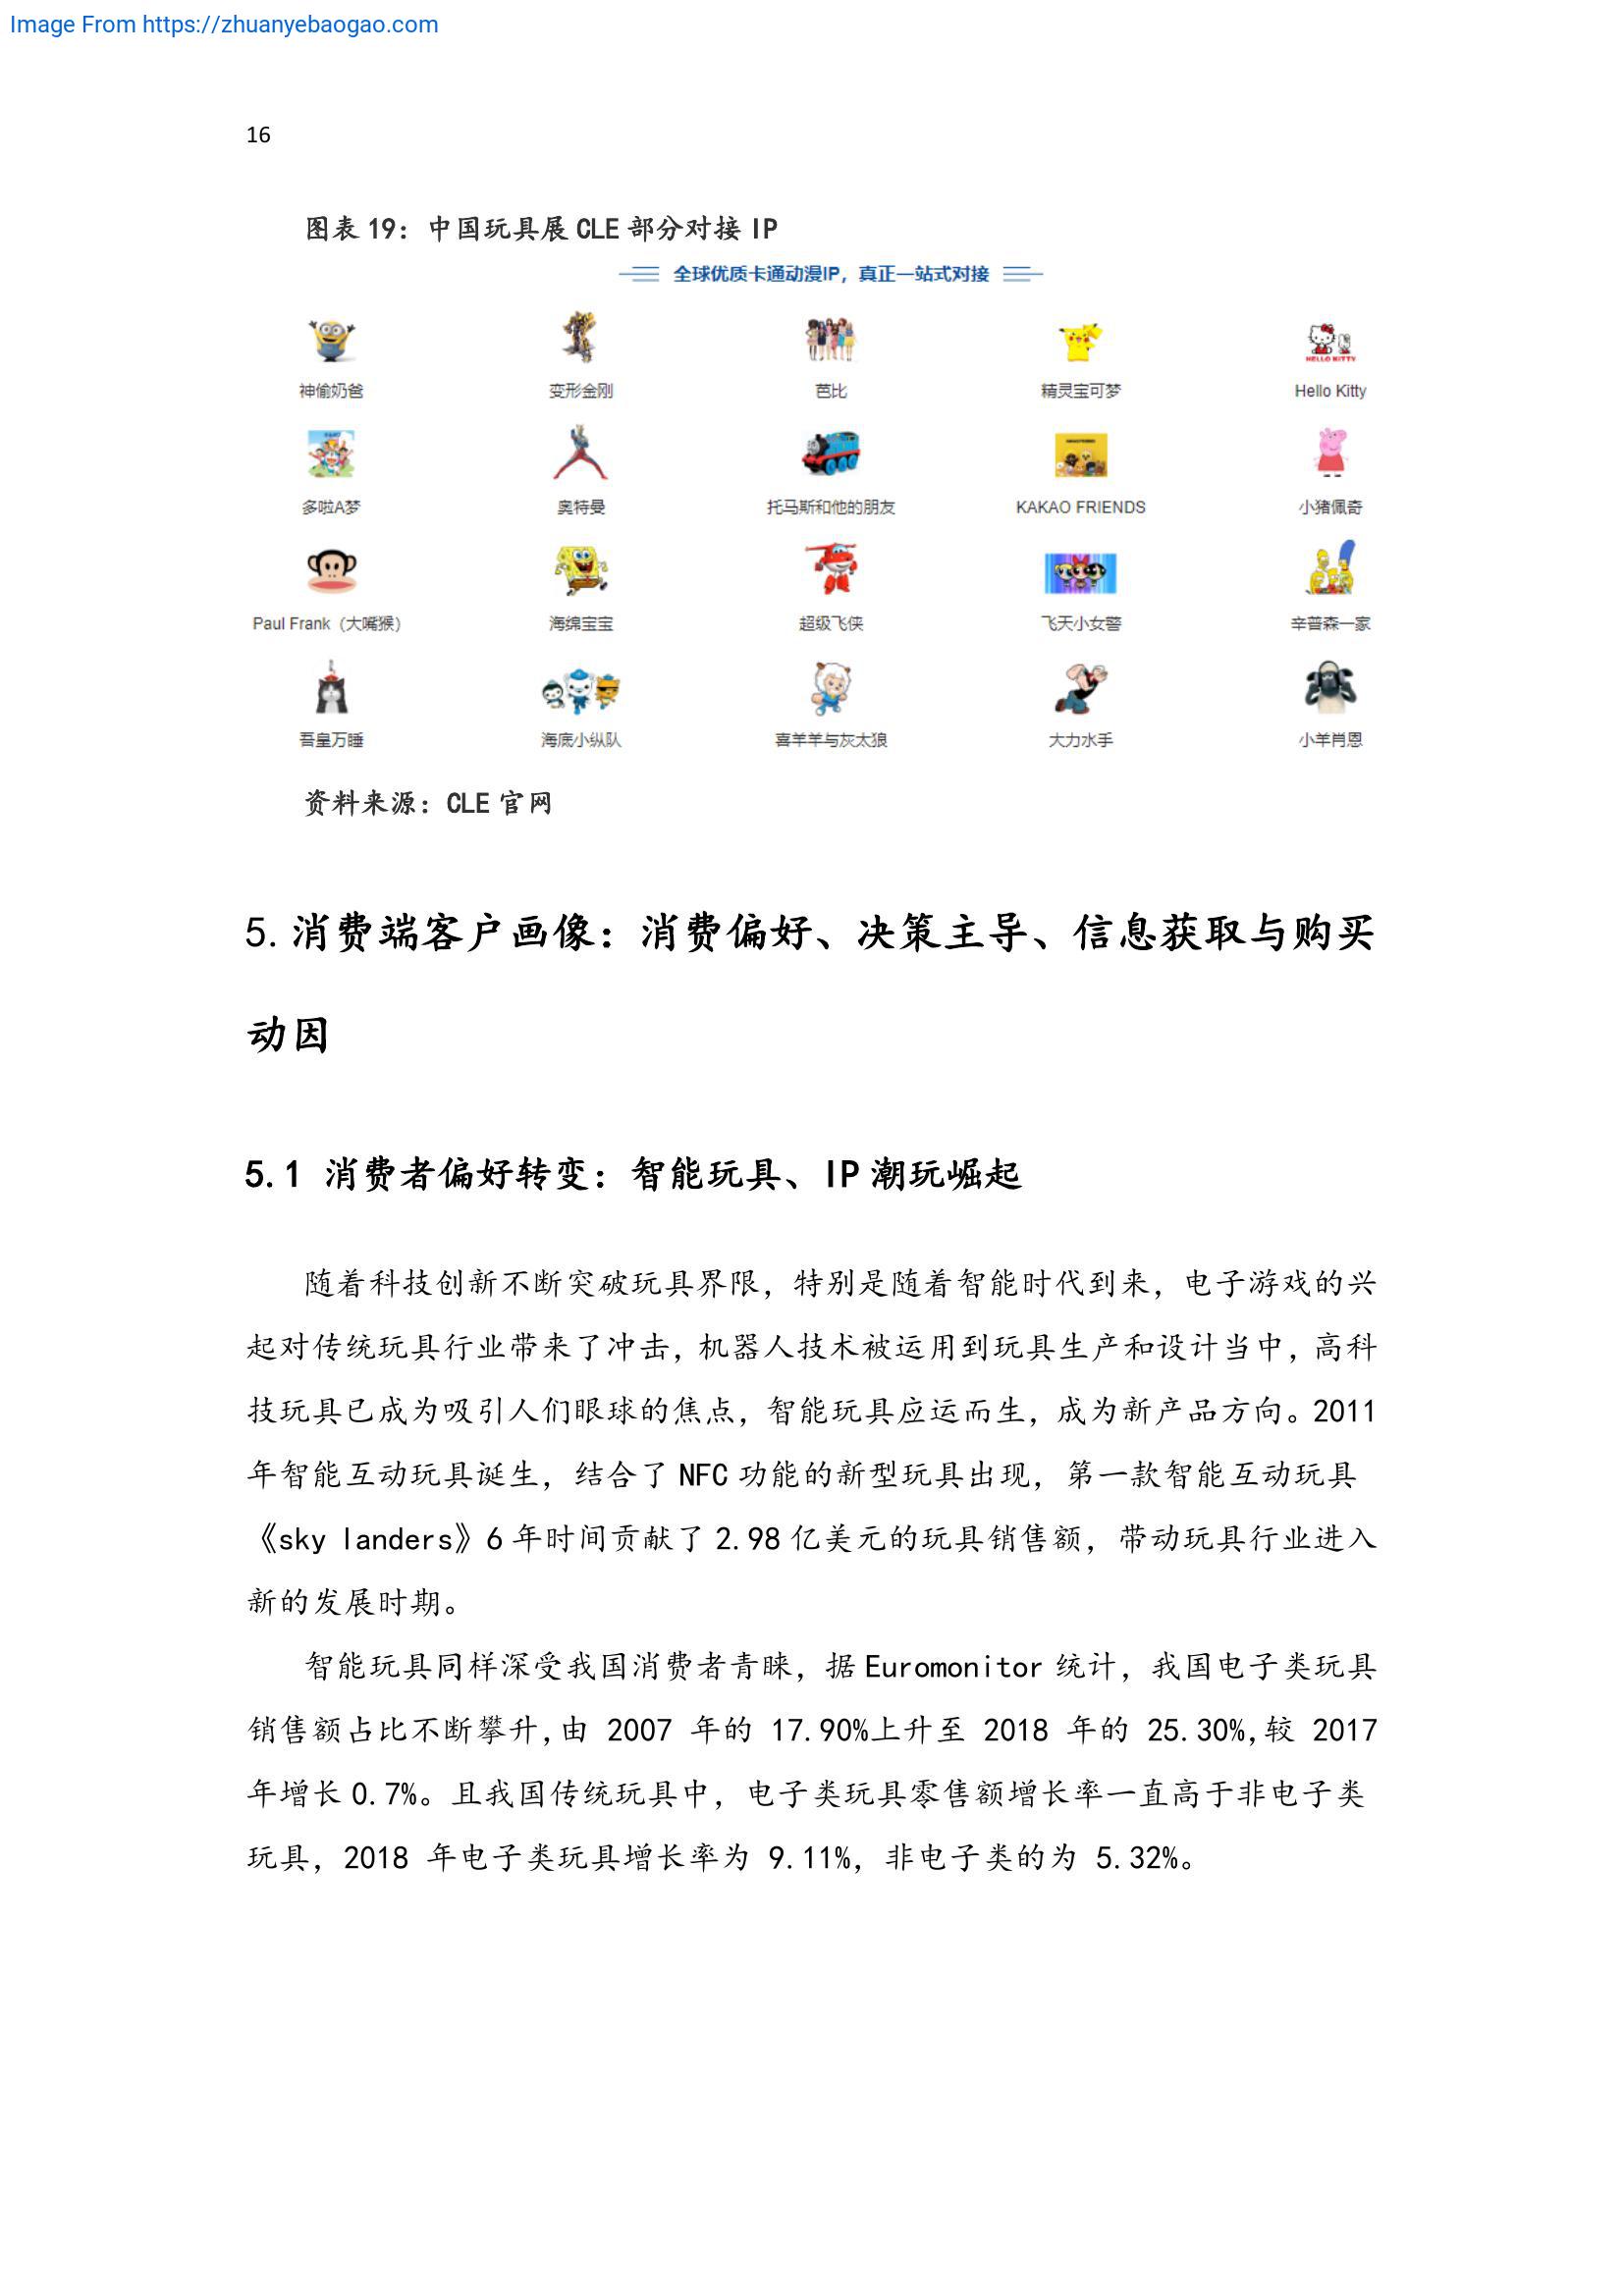 Image From https://zhuanyebaogao.com
16
图表 19：中国玩具展 CLE 部分对接 IP
全球优质卡通动漫IP，真正一站式对接
神偷奶爸 变形金刚 芭比 精灵宝可梦 Hello Kitty
多啦A梦 奥特曼 托马斯和他的朋友 KAKAO FRIENDS 小猪佩奇
Paul Frank（大嘴猴） 海绵宝宝 超级飞侠 飞天小女警 辛普森一家
吾皇万睡 海底小纵队 喜羊羊与灰太狼 大力水手 小羊肖恩
资料来源：CLE 官网
5.消费端客户画像：消费偏好、决策主导、信息获取与购买
动因
5.1 消费者偏好转变：智能玩具、IP 潮玩崛起
随着科技创新不断突破玩具界限，特别是随着智能时代到来，电子游戏的兴
起对传统玩具行业带来了冲击，机器人技术被运用到玩具生产和设计当中，高科
技玩具已成为吸引人们眼球的焦点，智能玩具应运而生，成为新产品方向。2011
年智能互动玩具诞生，结合了 NFC 功能的新型玩具出现，第一款智能互动玩具
《sky landers》6 年时间贡献了 2.98 亿美元的玩具销售额，带动玩具行业进入
新的发展时期。
智能玩具同样深受我国消费者青睐，据 Euromonitor 统计，我国电子类玩具
销售额占比不断攀升,由 2007 年的 17.90%上升至 2018 年的 25.30%,较 2017
年增长 0.7%。且我国传统玩具中，电子类玩具零售额增长率一直高于非电子类
玩具，2018 年电子类玩具增长率为 9.11%，非电子类的为 5.32%。